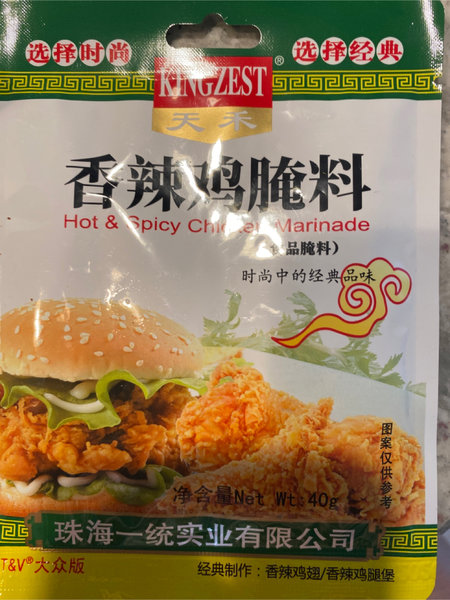 选择时尚
选择经典
KINGZEST®
天禾
香辣鸡腌料
Hot & Spicy Chicken Marinade
食品腌料）
时尚中的经典品味
图案仅供参考
净含量Net Wt:40g
珠海一统实业有限公司
T&V®大众版
经典制作：香辣鸡翅/香辣鸡腿堡